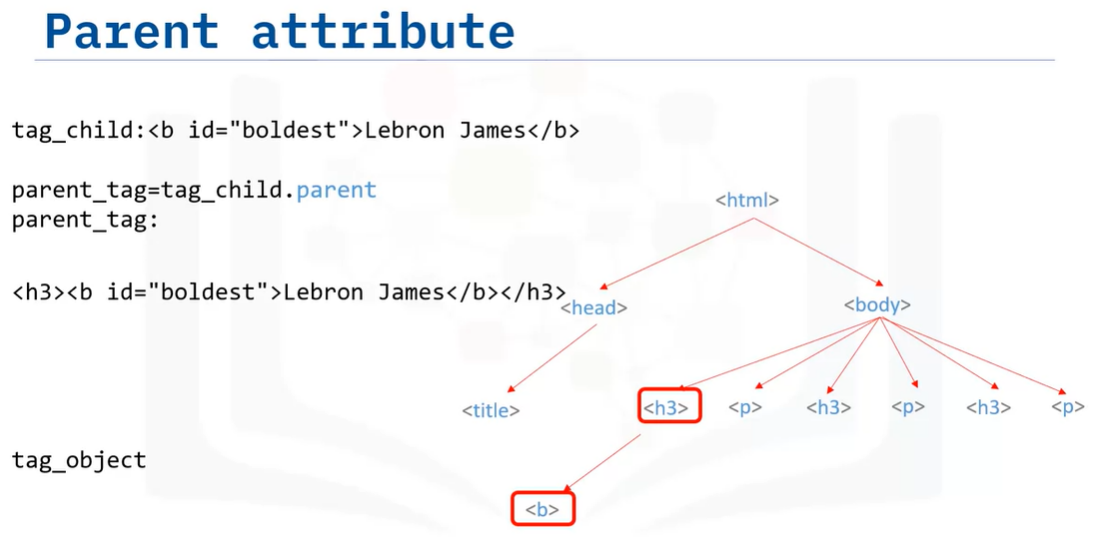 Parent attribute
tag_child:<b id="boldest">Lebron James</b>
parent_tag=tag_child.parent
parent_tag:
<h3><b id="boldest">Lebron James</b></h3>
tag_object
<html>
<head>
<body>
<title>
<h3>
<p>
<h3>
<p>
<h3>
<p>
<b>